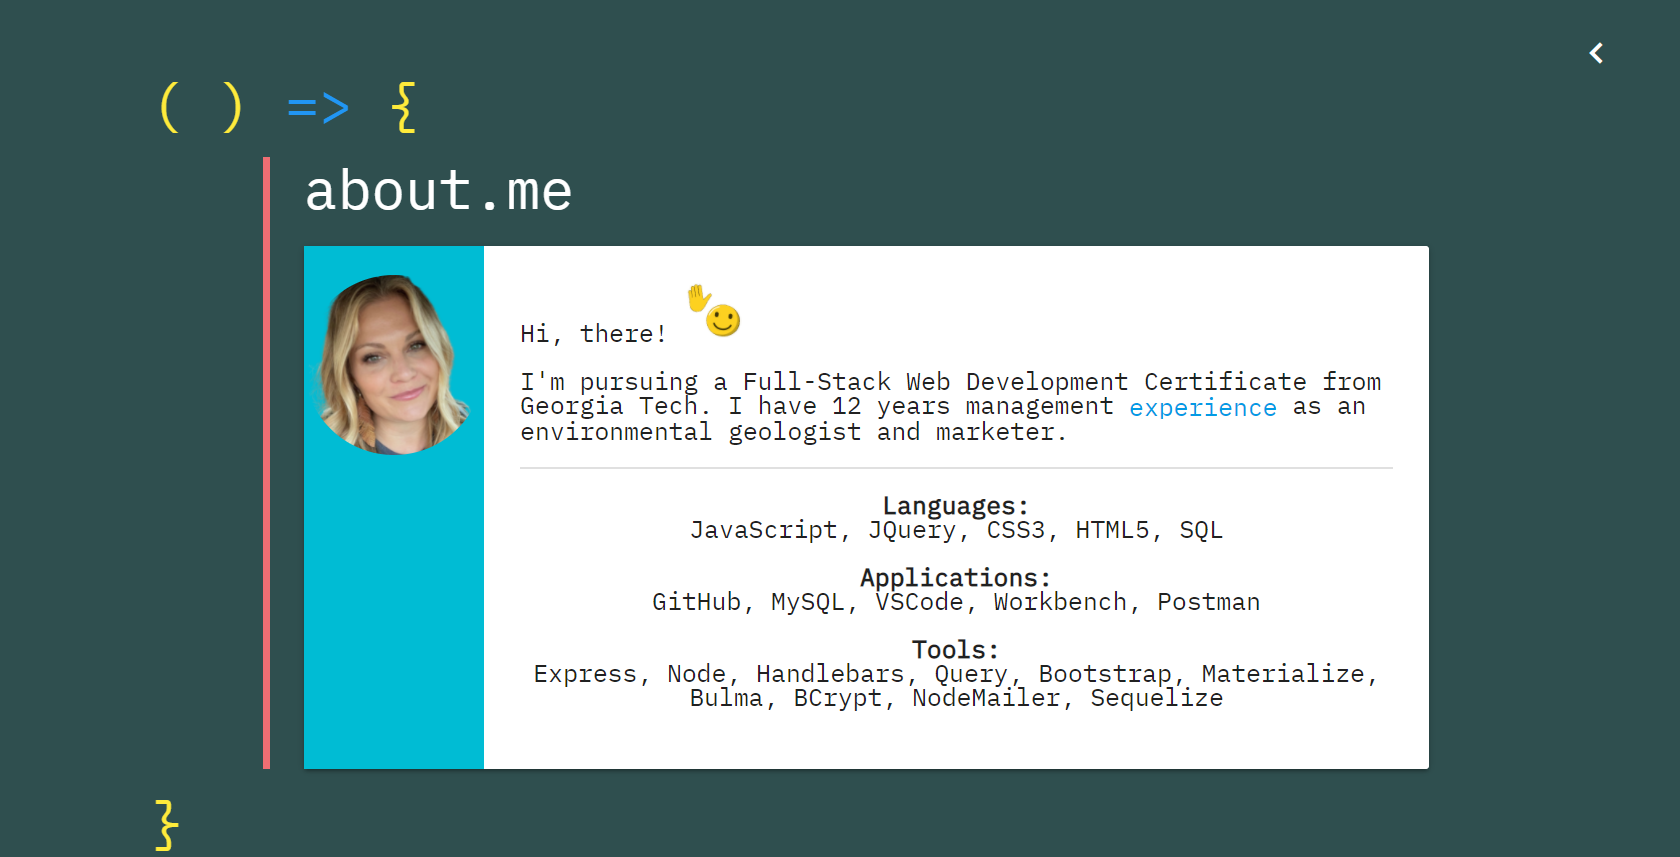 ( ) => {
about.me
Hi, there!
I'm pursuing a Full-Stack Web Development Certificate from
Georgia Tech. I have 12 years management experience as an
environmental geologist and marketer.
Languages:
JavaScript, JQuery, CSS3, HTML5, SQL
Applications:
GitHub, MySQL, VSCode, Workbench, Postman
Tools:
Express, Node, Handlebars, Query, Bootstrap, Materialize,
Bulma, BCrypt, NodeMailer, Sequelize
}